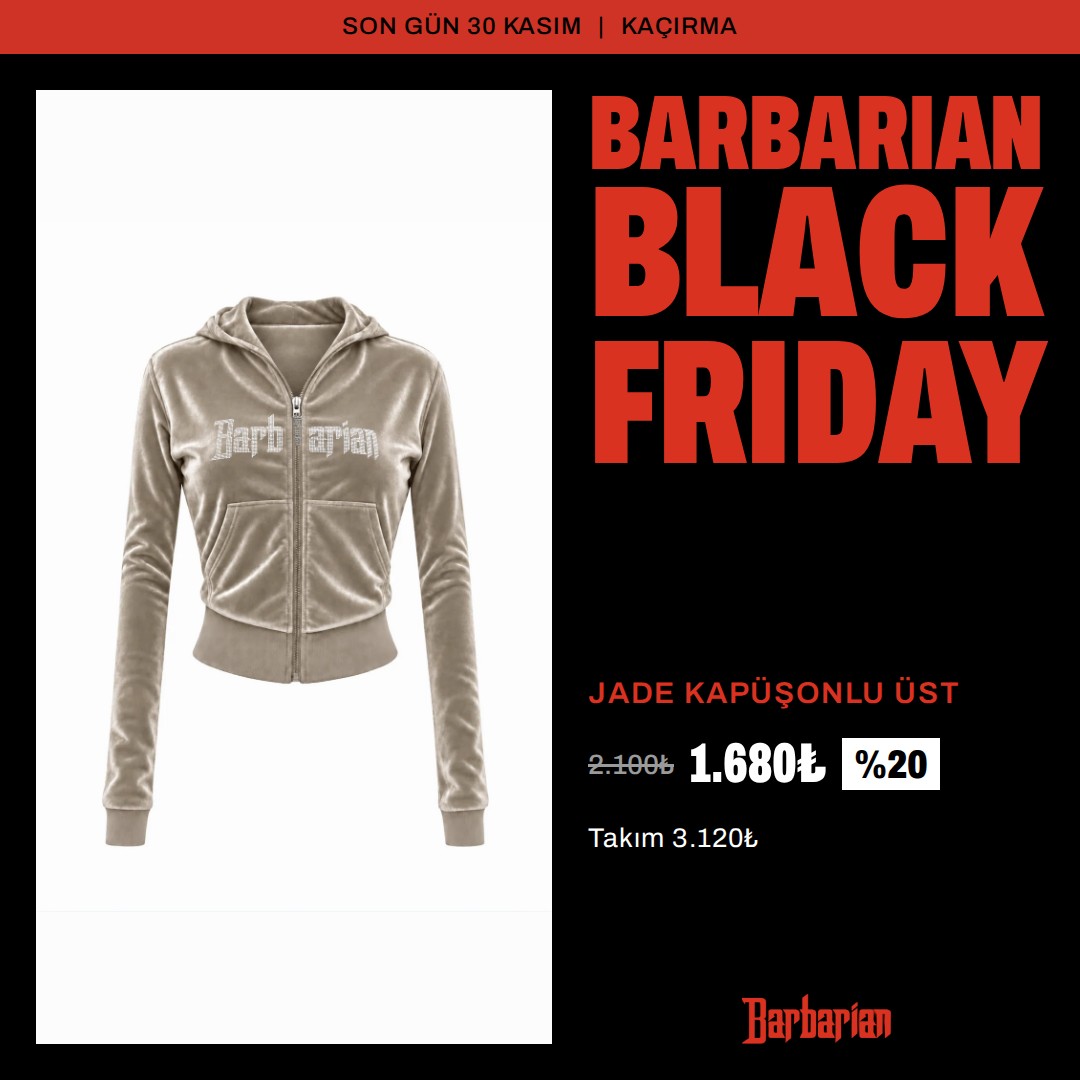 SON GÜN 30 KASIM | KAÇIRMA
BARBARIAN
BLACK
FRIDAY
Barbarian
JADE KAPÜŞONLU ÜST
2.100₺ 1.680₺ %20
Takım 3.120₺
Barbarian